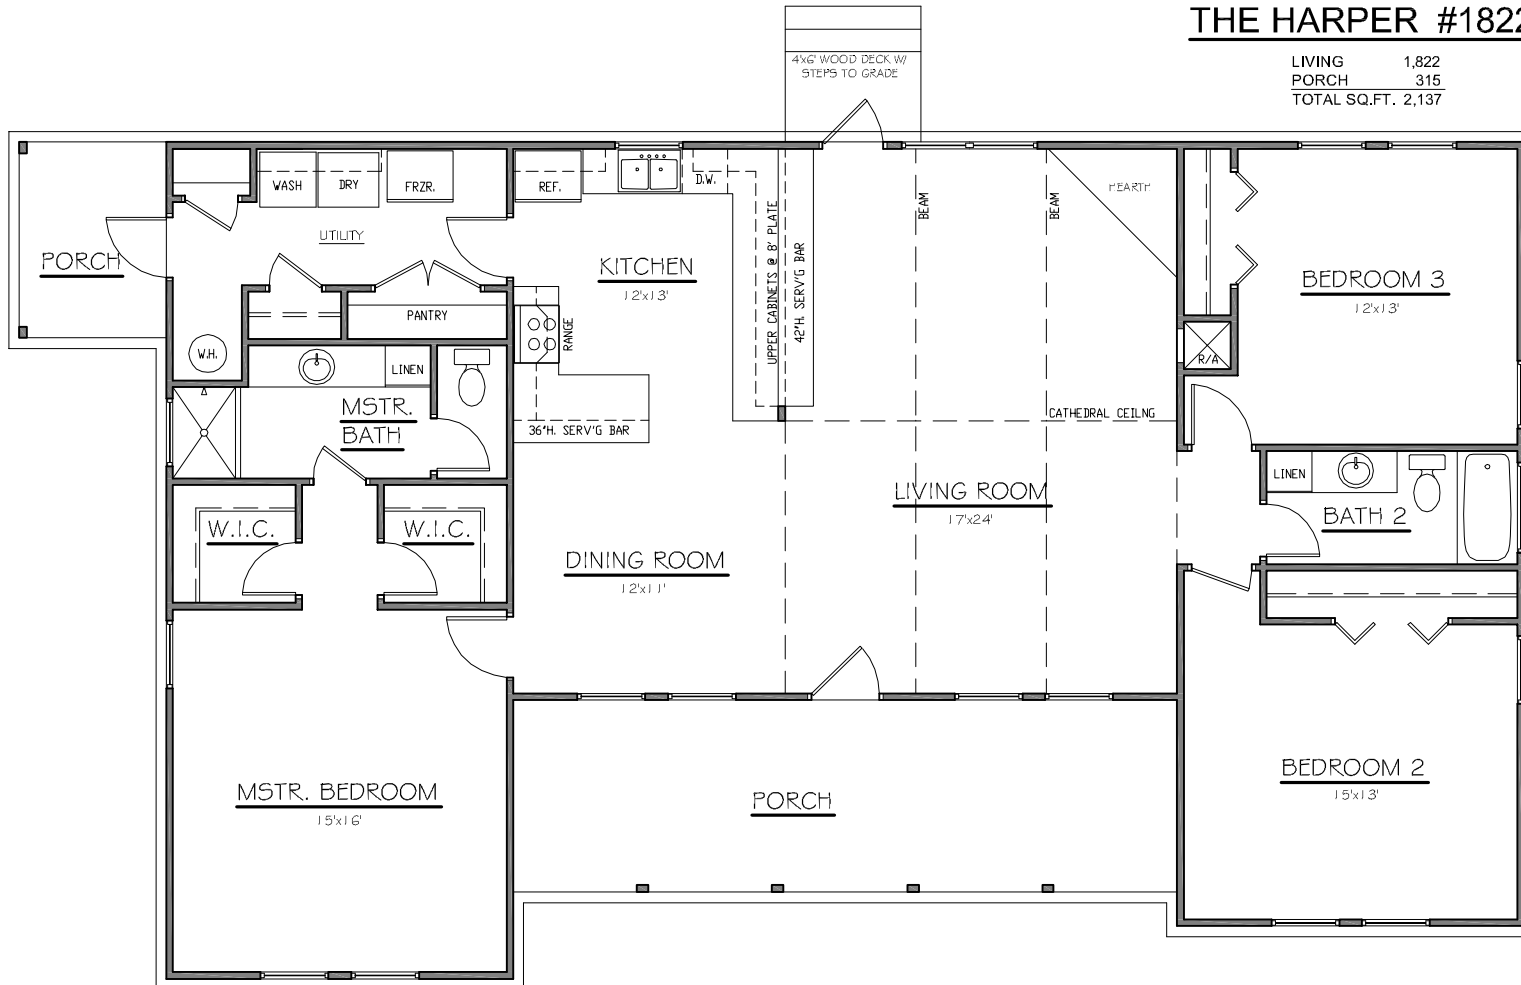 THE HARPER #1822
LIVING 1,822
PORCH 315
TOTAL SQ.FT. 2,137
4'x6' WOOD DECK W/
STEPS TO GRADE
WASH
DRY
FRZR.
REF.
D.W.
UTILITY
PORCH
KITCHEN
12'x13'
UPPER CABINETS @ 8' PLATE
42"H. SERV'G BAR
BEAM
BEAM
HEARTH
BEDROOM 3
12'x13'
PANTRY
RANGE
W.H.
LINEN
R/A
MSTR.
BATH
36"H. SERV'G BAR
CATHEDRAL CEILNG
LIVING ROOM
17'x24'
LINEN
BATH 2
W.I.C.
W.I.C.
DINING ROOM
12'x11'
MSTR. BEDROOM
15'x16'
PORCH
BEDROOM 2
15'x13'